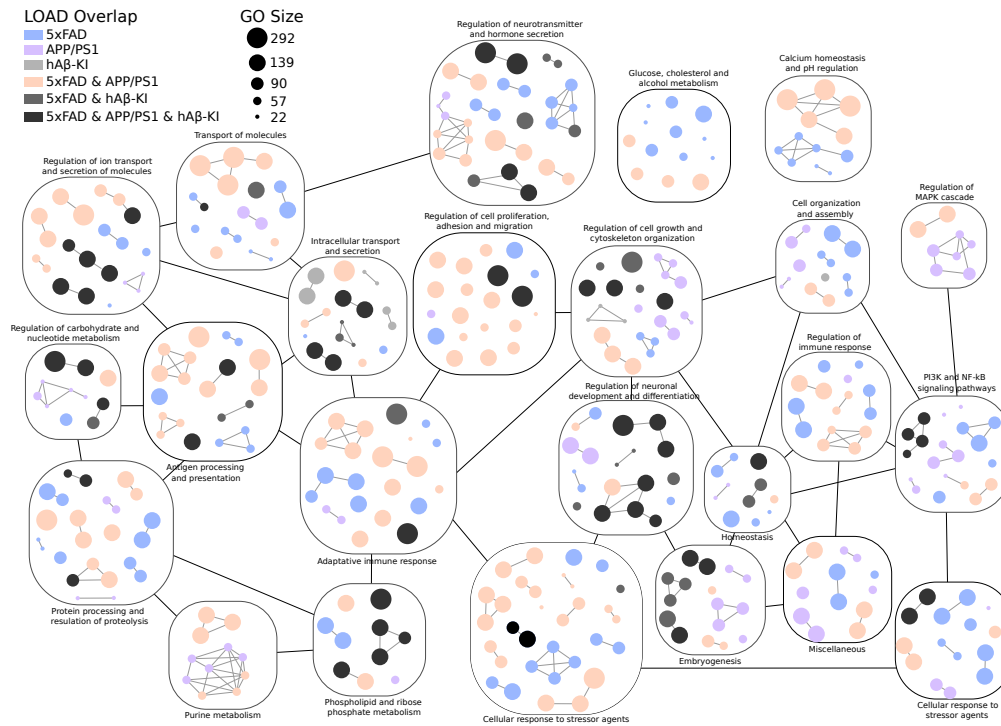 LOAD Overlap
5xFAD
APP/PS1
hAβ-KI
5xFAD & APP/PS1
5xFAD & hAβ-KI
5xFAD & APP/PS1 & hAβ-KI
GO Size
292
139
90
57
22
Regulation of neurotransmitter
and hormone secretion
Glucose, cholesterol and
alcohol metabolism
Calcium homeostasis
and pH regulation
Transport of molecules
Regulation of ion transport
and secretion of molecules
Intracellular transport
and secretion
Regulation of cell proliferation,
adhesion and migration
Regulation of cell growth and
cytoskeleton organization
Cell organization
and assembly
Regulation of
MAPK cascade
Regulation of carbohydrate and
nucleotide metabolism
Antigen processing
and presentation
Regulation of neuronal
development and differentiation
Regulation of
immune response
PI3K and NF-kB
signaling pathways
Adaptative immune response
Homeostasis
Protein processing and
resulation of proteolysis
Purine metabolism
Phospholipid and ribose
phosphate metabolism
Cellular response to stressor agents
Embryogenesis
Miscellaneous
Cellular response to
stressor agents